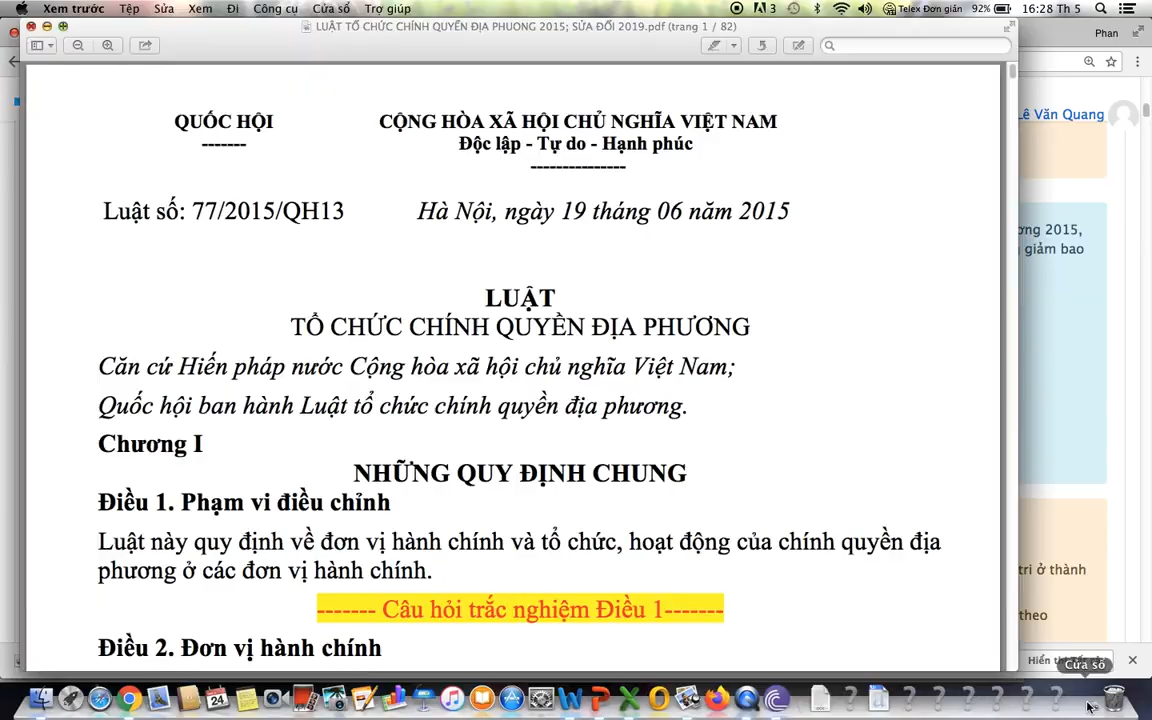 Xem trước Tệp Sửa Xem Đi Công cụ Cửa sổ Trợ giúp 3 Telex Đơn giản 92% 16:28 Th 5
LUẬT TỔ CHỨC CHÍNH QUYỀN ĐỊA PHUONG 2015; SỬA ĐỔI 2019.pdf (trang 1 / 82)
Phan
QUỐC HỘI
-------
CỘNG HÒA XÃ HỘI CHỦ NGHĨA VIỆT NAM
Độc lập - Tự do - Hạnh phúc
---------------
Lê Văn Quang
Luật số: 77/2015/QH13
Hà Nội, ngày 19 tháng 06 năm 2015
2015,
giảm bao
LUẬT
TỔ CHỨC CHÍNH QUYỀN ĐỊA PHƯƠNG
Căn cứ Hiến pháp nước Cộng hòa xã hội chủ nghĩa Việt Nam;
Quốc hội ban hành Luật tổ chức chính quyền địa phương.
Chương I
NHỮNG QUY ĐỊNH CHUNG
Điều 1. Phạm vi điều chỉnh
Luật này quy định về đơn vị hành chính và tổ chức, hoạt động của chính quyền địa
phương ở các đơn vị hành chính.
tri ở thành
theo
------- Câu hỏi trắc nghiệm Điều 1-------
Điều 2. Đơn vị hành chính
Hiển thị
Cửa sổ